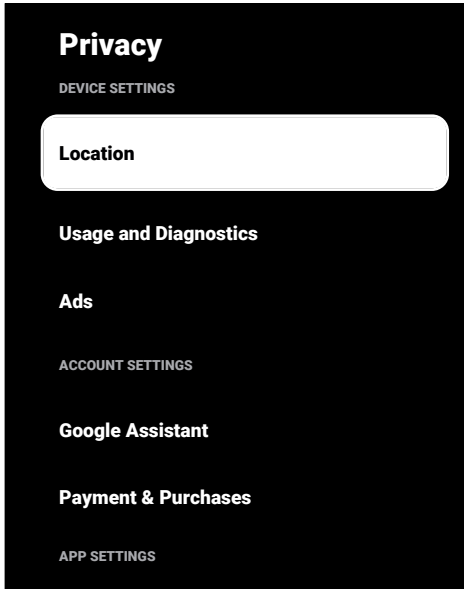 Privacy
DEVICE SETTINGS
Location
Usage and Diagnostics
Ads
ACCOUNT SETTINGS
Google Assistant
Payment & Purchases
APP SETTINGS